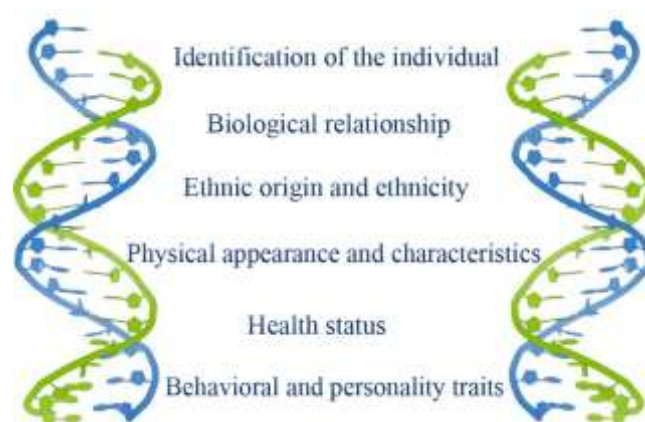 Identification of the individual
Biological relationship
Ethnic origin and ethnicity
Physical appearance and characteristics
Health status
Behavioral and personality traits